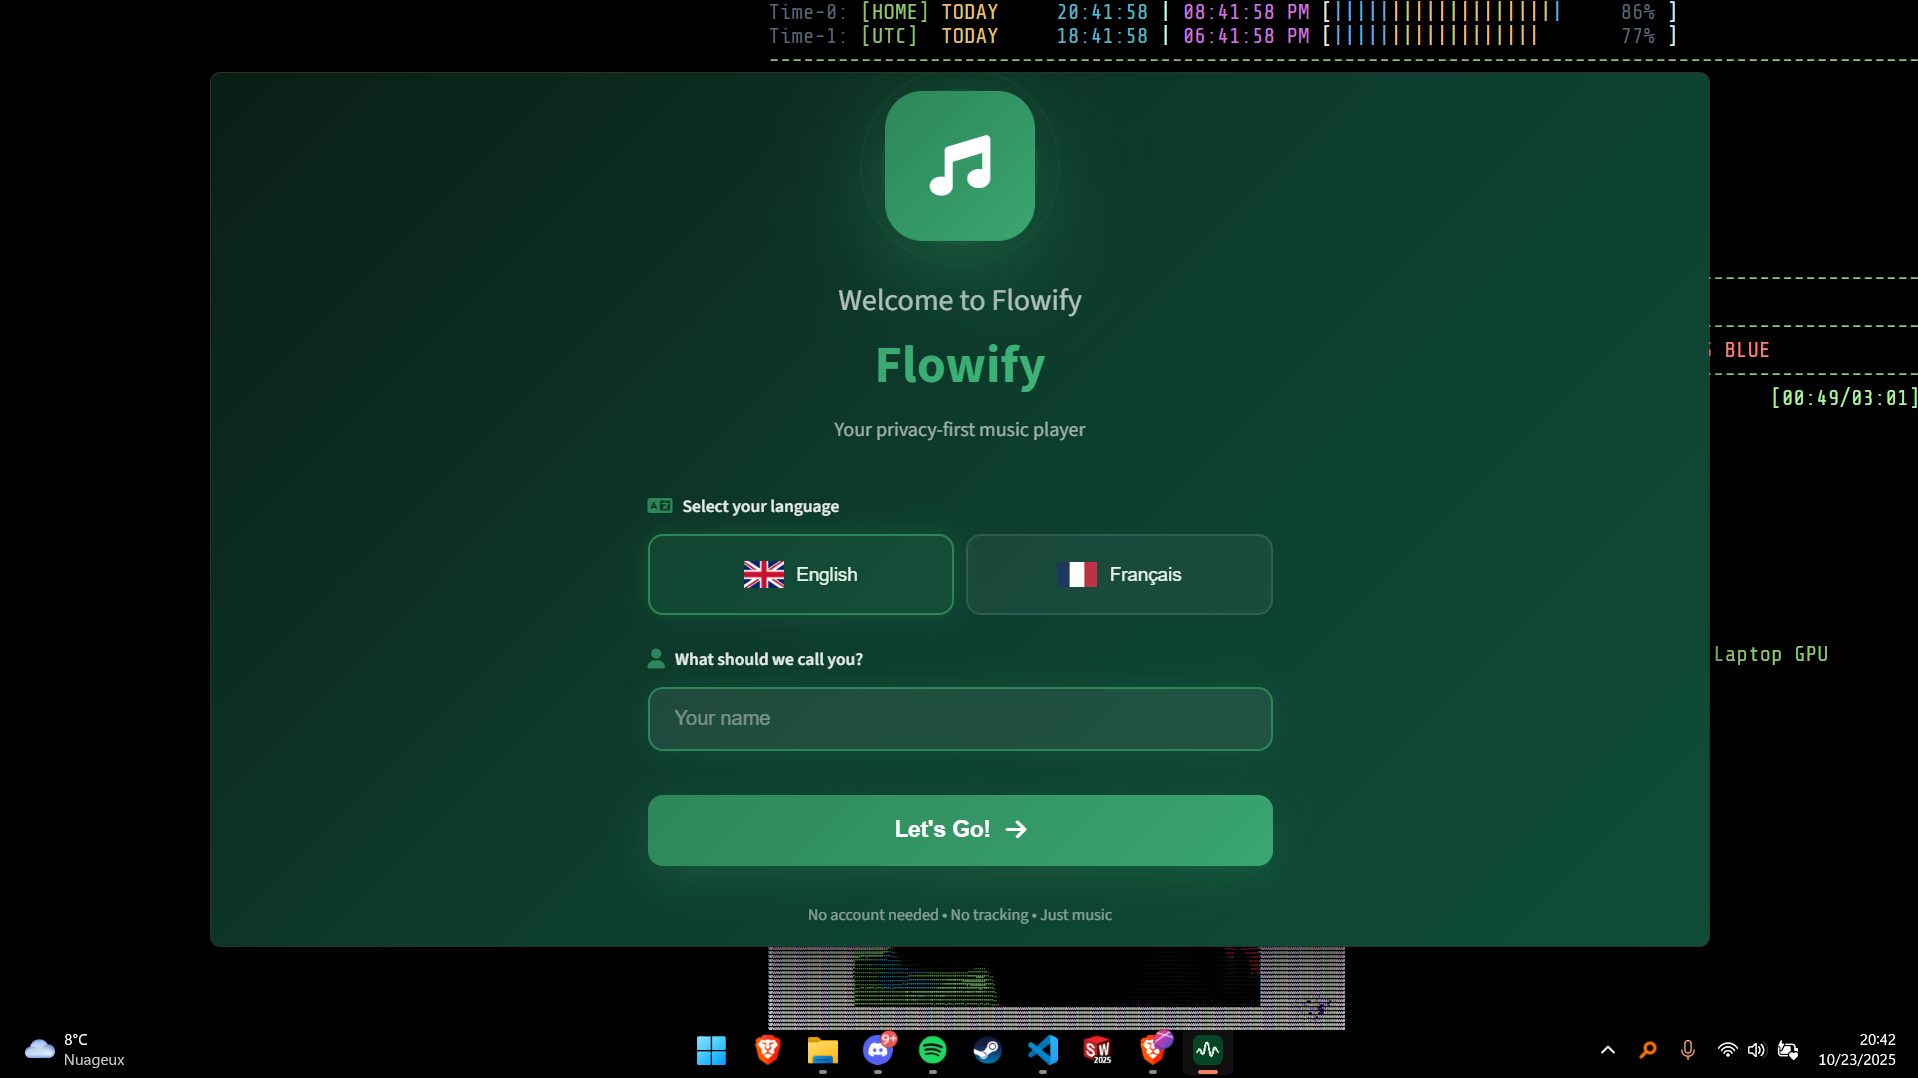 Time-0: [HOME] TODAY 20:41:58 | 08:41:58 PM [||||||||||||||||||||| 86% ]
Time-1: [UTC] TODAY 18:41:58 | 06:41:58 PM [|||||||||||||||||| 77% ]
Welcome to Flowify
Flowify
BLUE
[00:49/03:01]
Your privacy-first music player
Select your language
English
Français
What should we call you?
Laptop GPU
Your name
Let's Go!
No account needed • No tracking • Just music
8°C
Nuageux
9+
SW
2025
20:42
10/23/2025